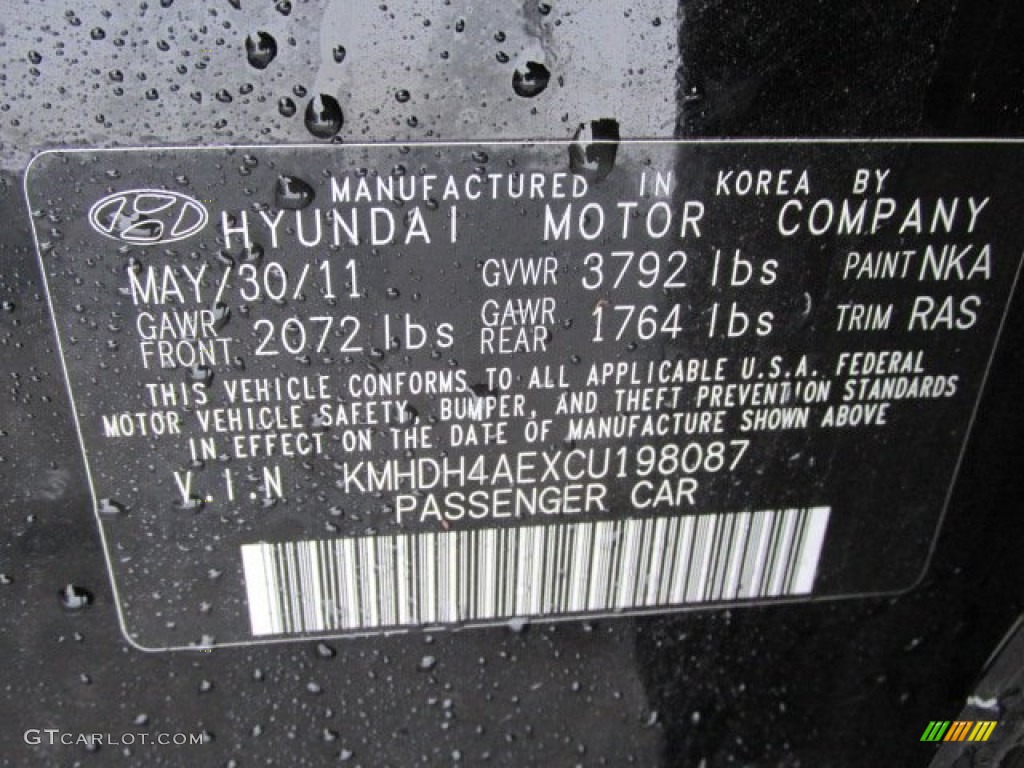 MANUFACTURED IN KOREA BY
HYUNDAI MOTOR COMPANY
MAY/30/11 GVWR 3792 lbs PAINT NKA
GAWR FRONT 2072 lbs GAWR REAR 1764 lbs TRIM RAS
THIS VEHICLE CONFORMS TO ALL APPLICABLE U.S.A. FEDERAL
MOTOR VEHICLE SAFETY, BUMPER, AND THEFT PREVENTION STANDARDS
IN EFFECT ON THE DATE OF MANUFACTURE SHOWN ABOVE
V.I.N KMHDH4AEXCU198087
PASSENGER CAR
GTCARLOT.COM